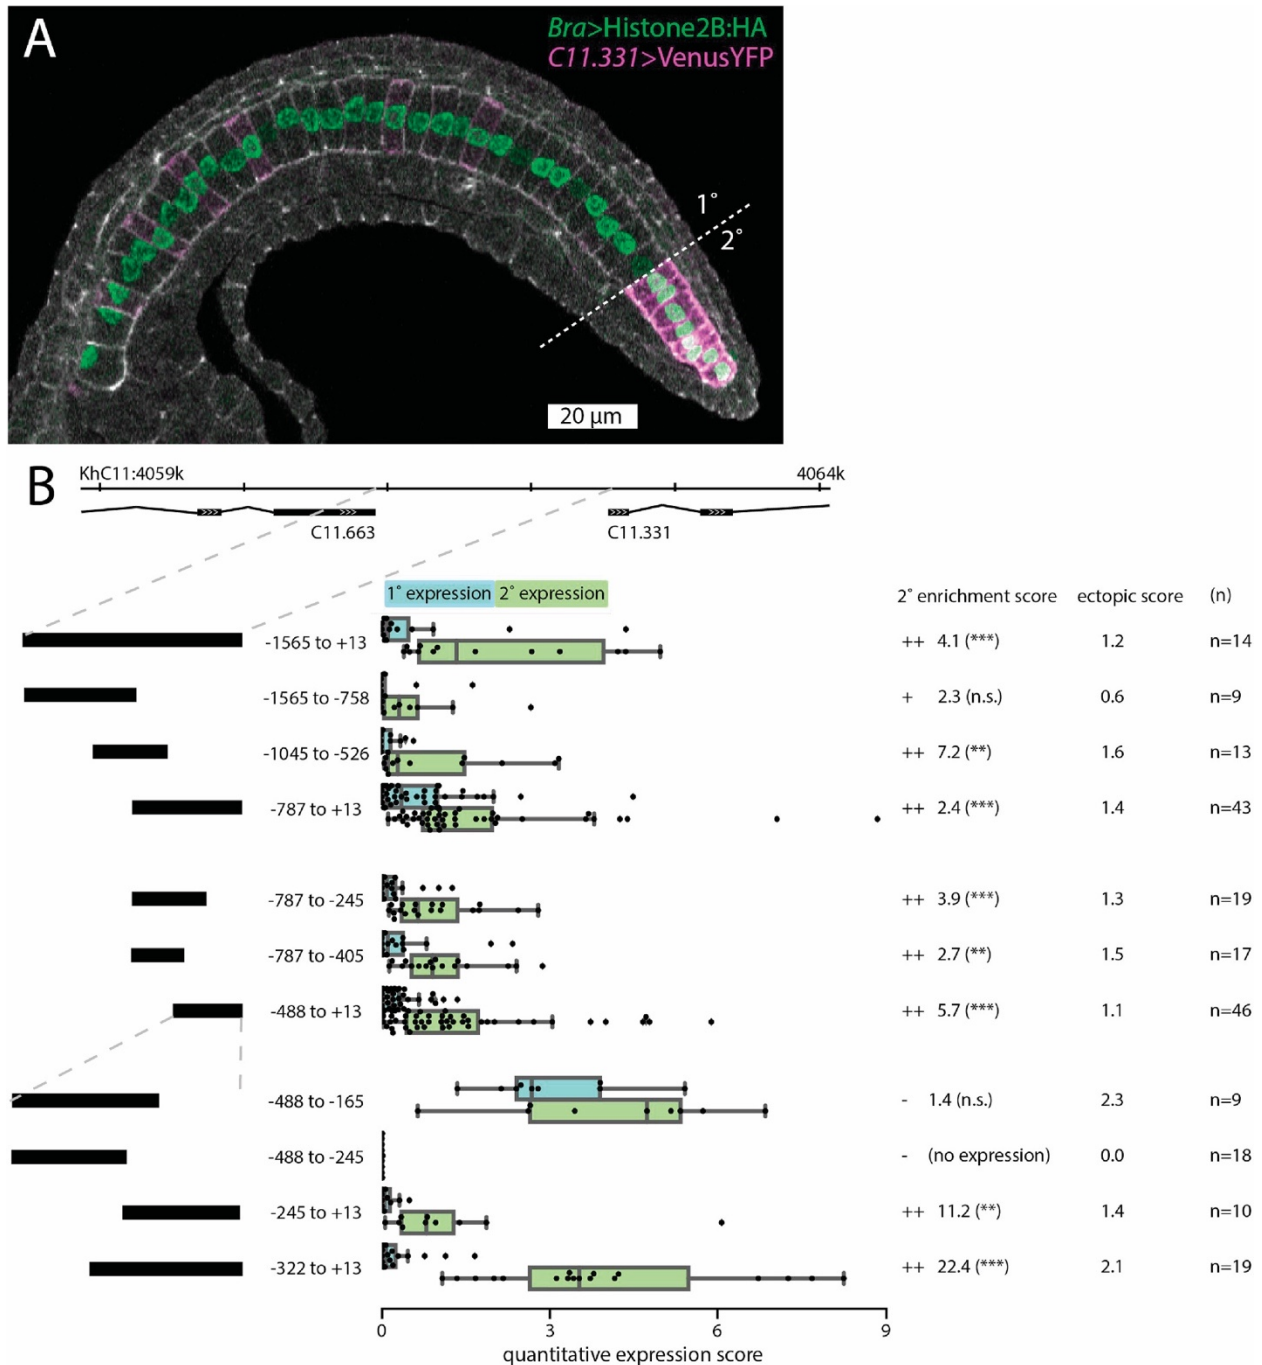 A
Bra>Histone2B:HA
C11.331>VenusYFP
1°
2°
20 μm
B
KhC11:4059k 4064k
C11.663 C11.331
1° expression 2° expression 2° enrichment score ectopic score (n)
-1565 to +13 ++ 4.1 (***) 1.2 n=14
-1565 to -758 + 2.3 (n.s.) 0.6 n=9
-1045 to -526 ++ 7.2 (**) 1.6 n=13
-787 to +13 ++ 2.4 (***) 1.4 n=43
-787 to -245 ++ 3.9 (***) 1.3 n=19
-787 to -405 ++ 2.7 (**) 1.5 n=17
-488 to +13 ++ 5.7 (***) 1.1 n=46
-488 to -165 - 1.4 (n.s.) 2.3 n=9
-488 to -245 - (no expression) 0.0 n=18
-245 to +13 ++ 11.2 (**) 1.4 n=10
-322 to +13 ++ 22.4 (***) 2.1 n=19
0 3 6 9
quantitative expression score